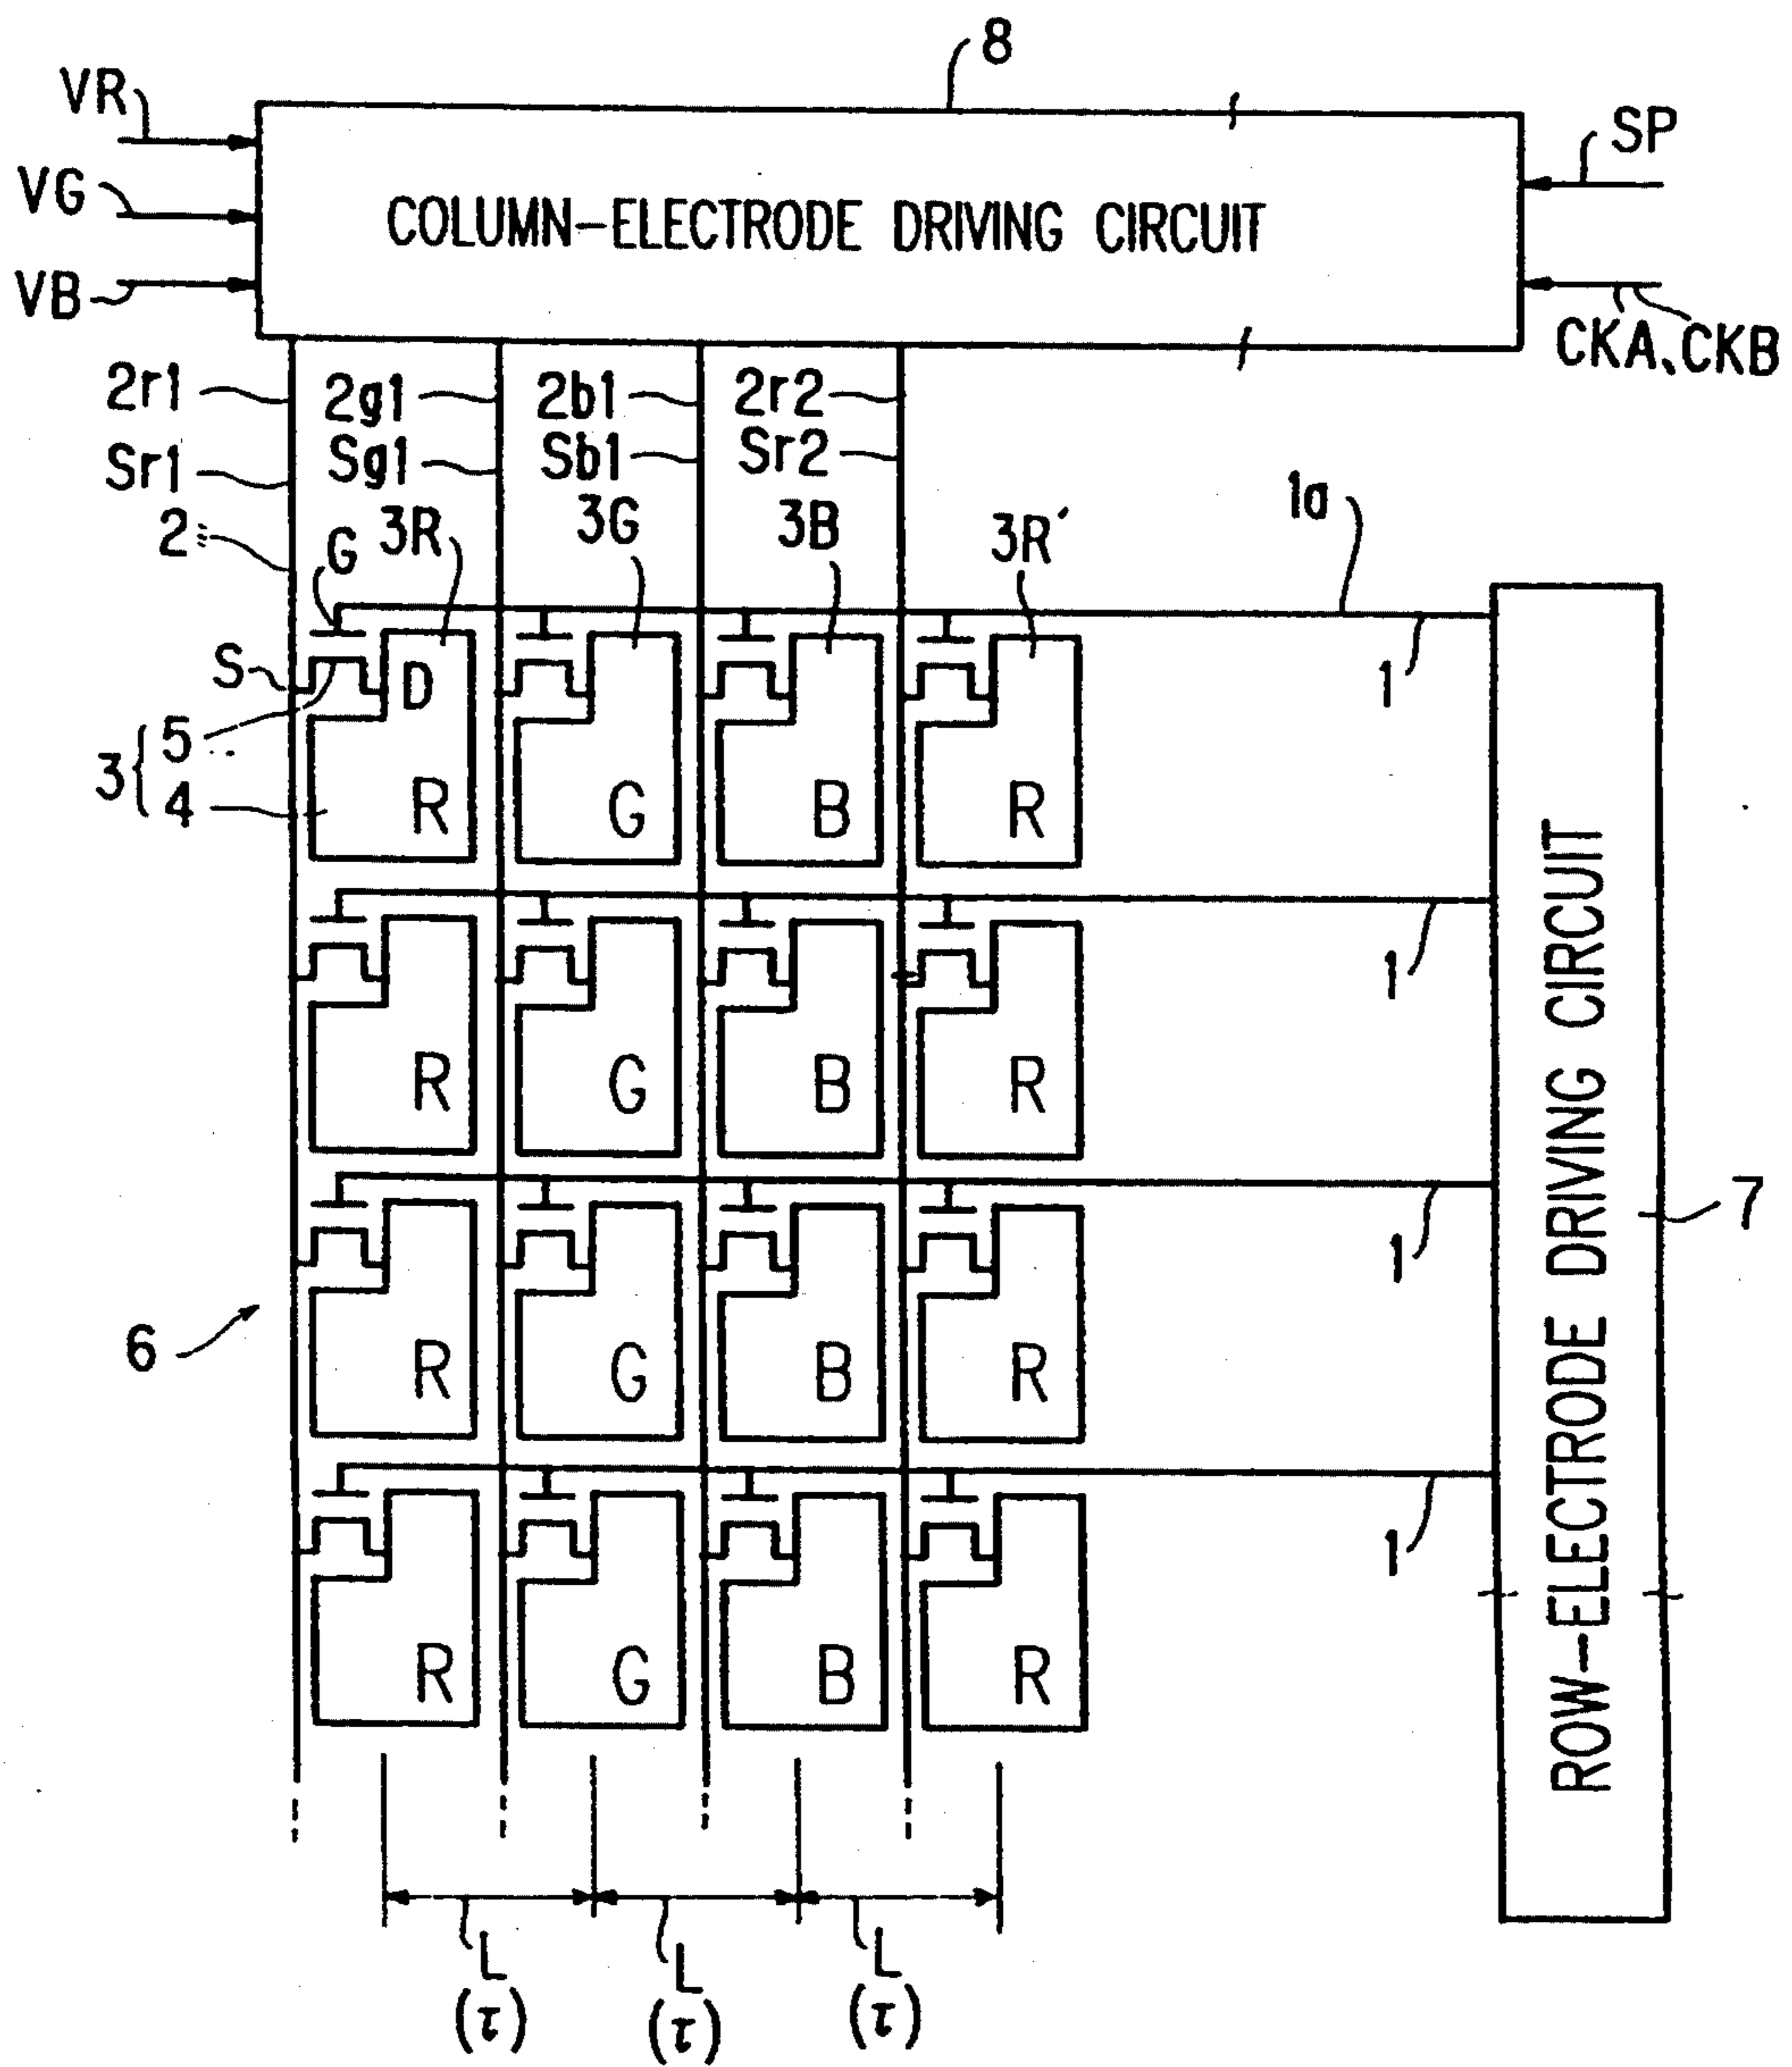 8
VR
SP
VG
COLUMN-ELECTRODE DRIVING CIRCUIT
VB
CKA、CKB
2r1
2g1
2b1
2r2
Sr1
Sg1
Sb1
Sr2
1a
2
G
3R
3G
3B
3R′
S
D
1
3 { 5
4
R
G
B
R
1
R
G
B
R
ROW-ELECTRODE DRIVING CIRCUIT
7
1
6
R
G
B
R
1
R
G
B
R
L
L
L
(τ)
(τ)
(τ)